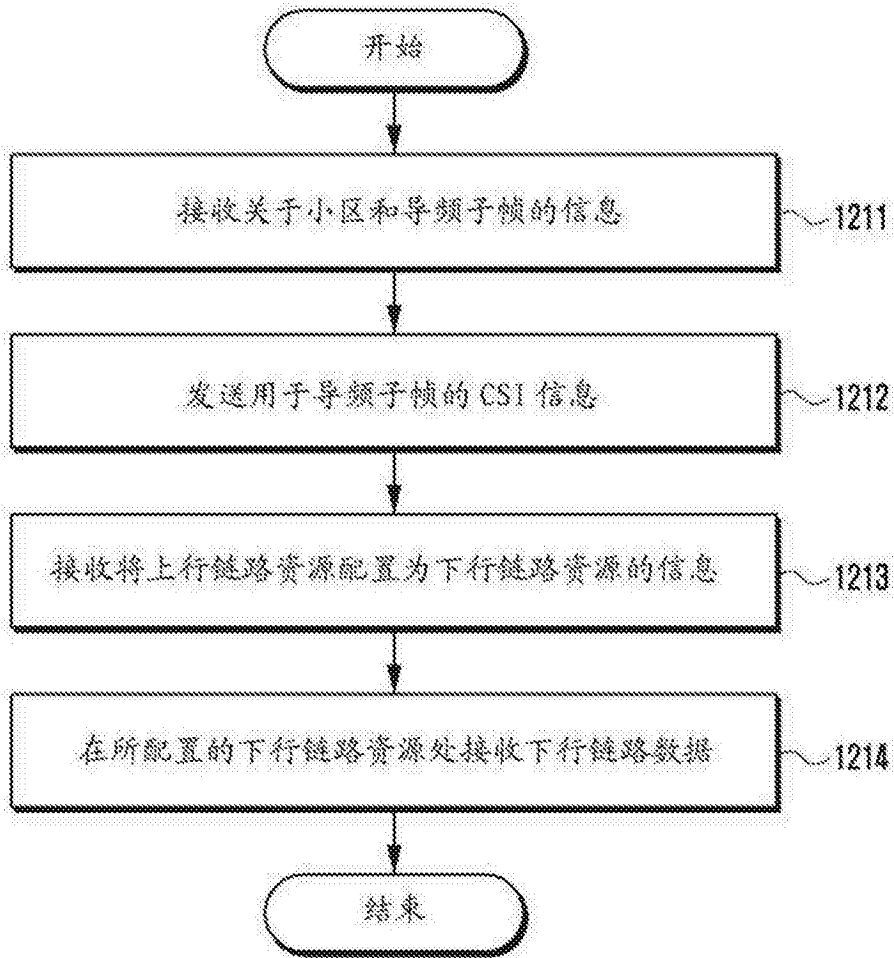 开始
接收关于小区和导频子帧的信息
1211
发送用于导频子帧的 CSI 信息
1212
接收将上行链路资源配置为下行链路资源的信息
1213
在所配置的下行链路资源处接收下行链路数据
1214
结束